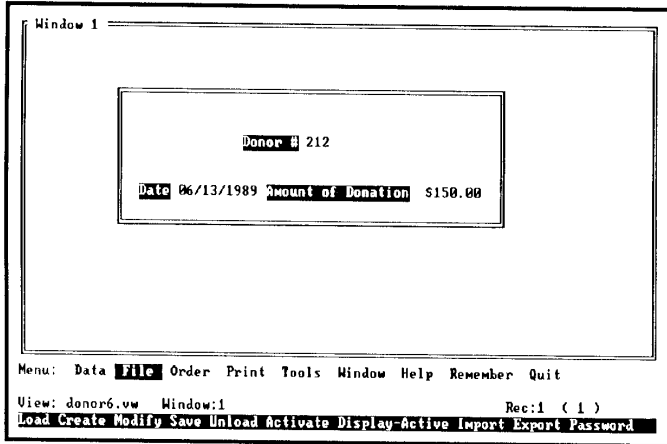 Window 1
Donor # 212
Date 06/13/1989 Amount of Donation $150.00
Menu: Data File Order Print Tools Window Help Remember Quit
View: donor6.vw Window:1 Rec:1 ( 1 )
Load Create Modify Save Unload Activate Display-Active Import Export Password